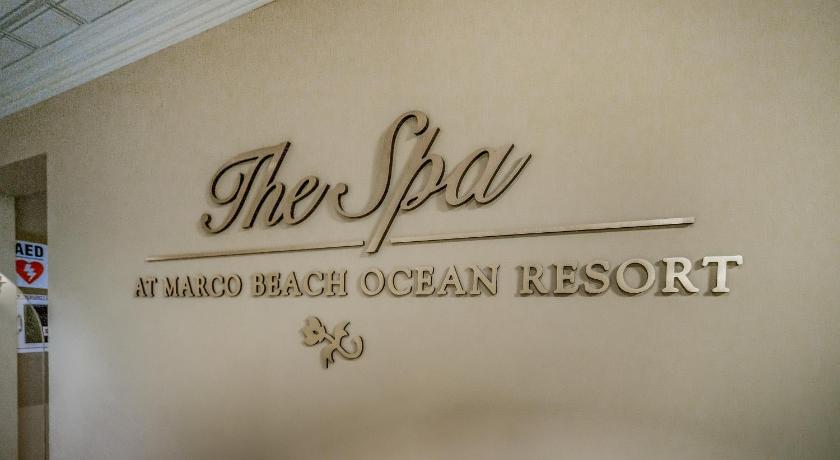 The Spa
AT MARCO BEACH OCEAN RESORT
AED